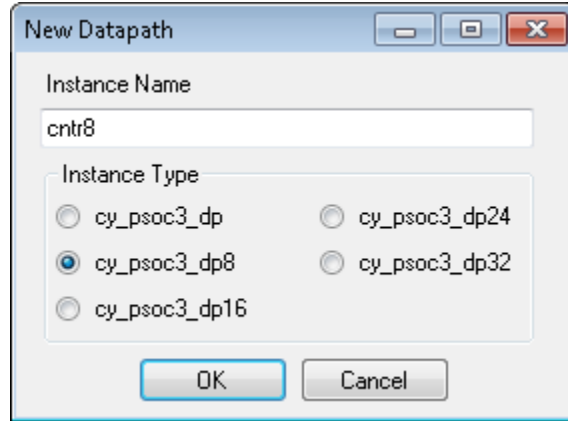 New Datapath
Instance Name
cntr8
Instance Type
cy_psoc3_dp
cy_psoc3_dp24
cy_psoc3_dp8
cy_psoc3_dp32
cy_psoc3_dp16
OK
Cancel